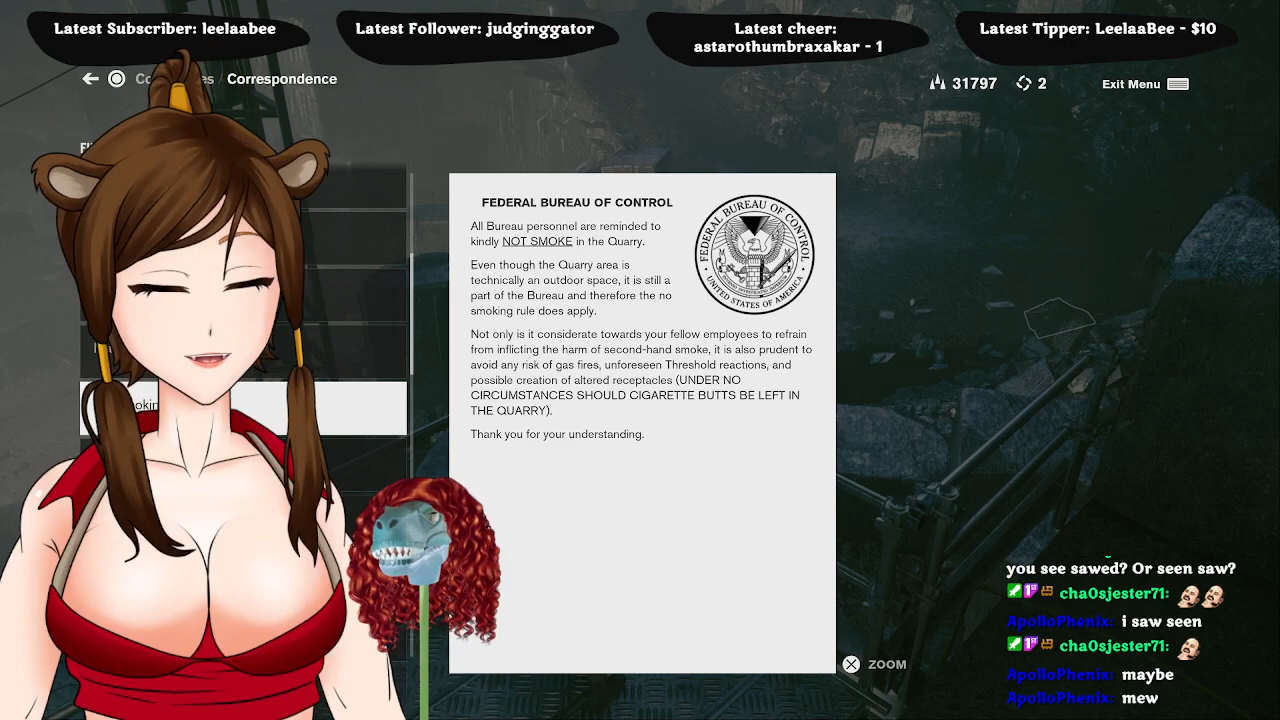 Latest Subscriber: leelaabee
Latest Follower: judginggator
Latest cheer:
astarothumbraxakar - 1
Latest Tipper: LeelaaBee - $10
Correspondence
31797
2
Exit Menu
FEDERAL BUREAU OF CONTROL
All Bureau personnel are reminded to
kindly NOT SMOKE in the Quarry.
Even though the Quarry area is
technically an outdoor space, it is still a
part of the Bureau and therefore the no
smoking rule does apply.
Not only is it considerate towards your fellow employees to refrain
from inflicting the harm of second-hand smoke, it is also prudent to
avoid any risk of gas fires, unforeseen Threshold reactions, and
possible creation of altered receptacles (UNDER NO
CIRCUMSTANCES SHOULD CIGARETTE BUTTS BE LEFT IN
THE QUARRY).
Thank you for your understanding.
FEDERAL BUREAU OF CONTROL
UNITED STATES OF AMERICA
ZOOM
you see sawed? Or seen saw?
cha0sjester71:
ApolloPhenix: i saw seen
cha0sjester71:
ApolloPhenix: maybe
ApolloPhenix: mew